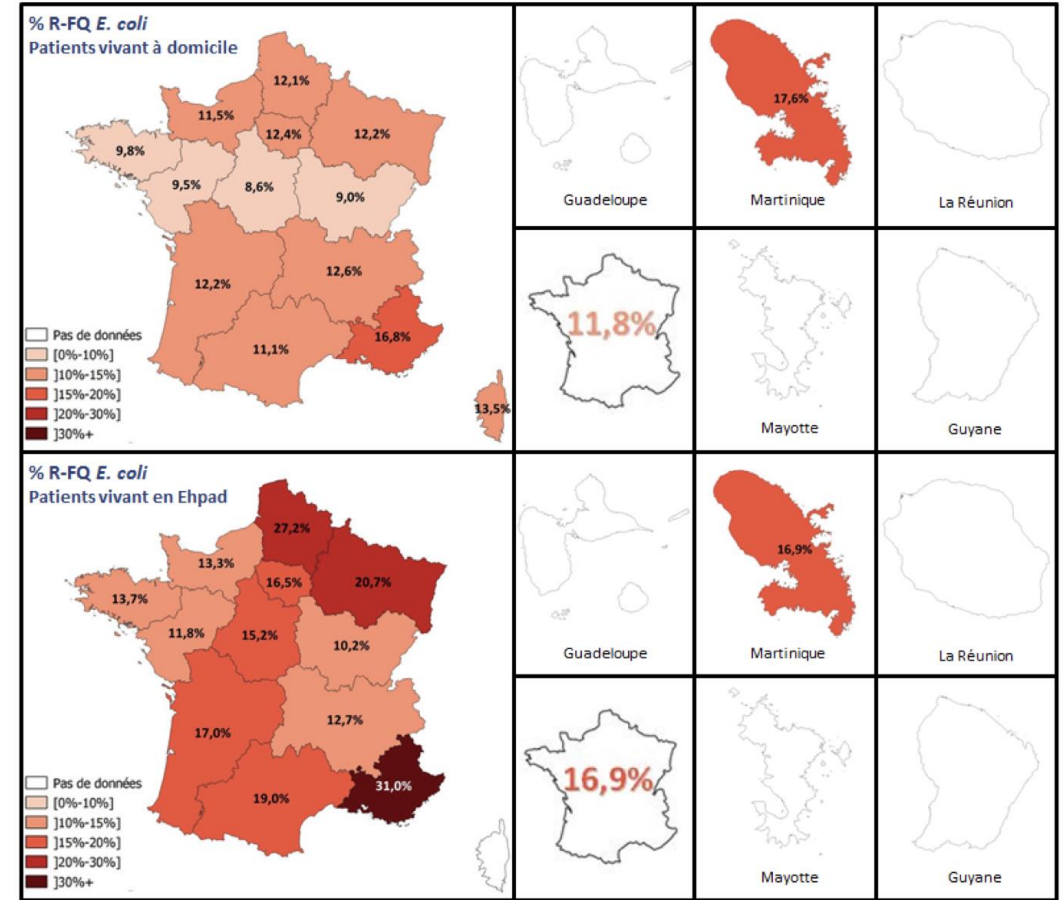 % R-FQ E. coli
Patients vivant à domicile
12,1%
11,5%
12,4%
12,2%
9,8%
9,5%
8,6%
9,0%
12,2%
12,6%
11,1%
16,8%
13,5%
Pas de données
[0%-10%]
]10%-15%]
]15%-20%]
]20%-30%]
]30%+
Guadeloupe
17,6%
Martinique
La Réunion
11,8%
Mayotte
Guyane
% R-FQ E. coli
Patients vivant en Ehpad
27,2%
13,3%
16,5%
20,7%
13,7%
11,8%
15,2%
10,2%
17,0%
12,7%
19,0%
31,0%
Pas de données
[0%-10%]
]10%-15%]
]15%-20%]
]20%-30%]
]30%+
Guadeloupe
16,9%
Martinique
La Réunion
16,9%
Mayotte
Guyane